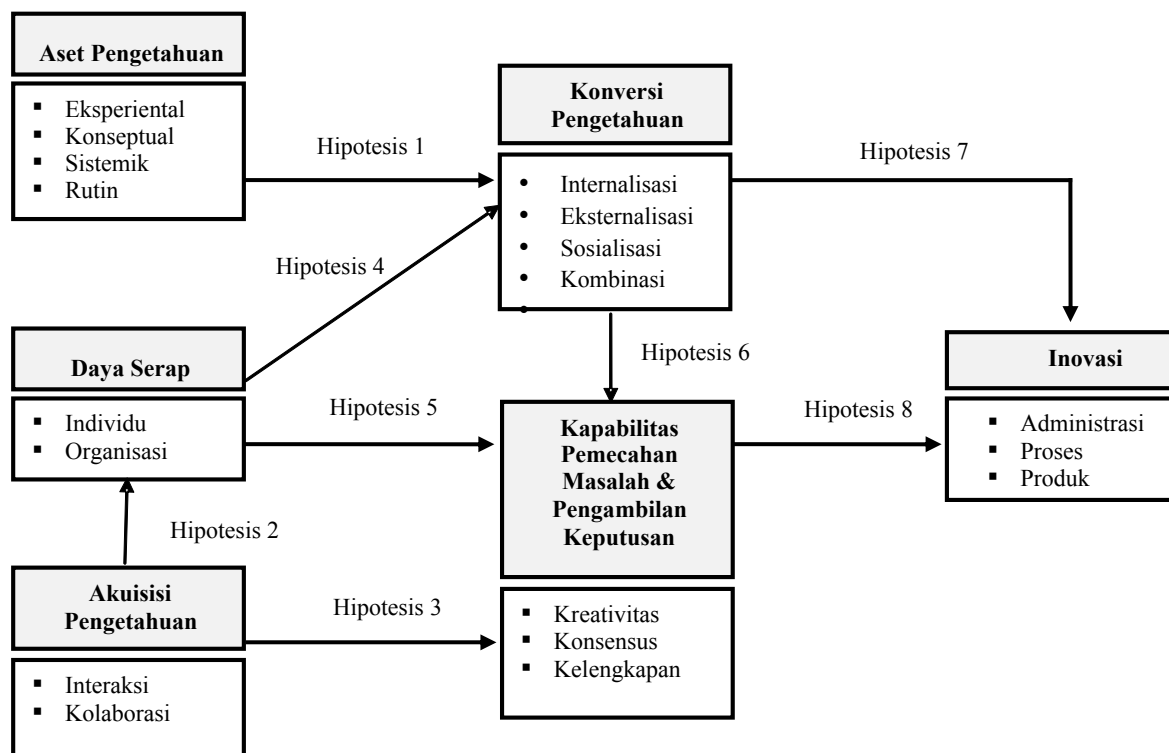 Aset Pengetahuan
▪ Eksperiental
▪ Konseptual
▪ Sistemik
▪ Rutin
Hipotesis 1
Konversi
Pengetahuan
• Internalisasi
• Eksternalisasi
• Sosialisasi
• Kombinasi
•
Hipotesis 7
Hipotesis 4
Daya Serap
▪ Individu
▪ Organisasi
Hipotesis 5
Hipotesis 6
Kapabilitas
Pemecahan
Masalah &
Pengambilan
Keputusan
▪ Kreativitas
▪ Konsensus
▪ Kelengkapan
Hipotesis 8
Inovasi
▪ Administrasi
▪ Proses
▪ Produk
Hipotesis 2
Akuisisi
Pengetahuan
▪ Interaksi
▪ Kolaborasi
Hipotesis 3